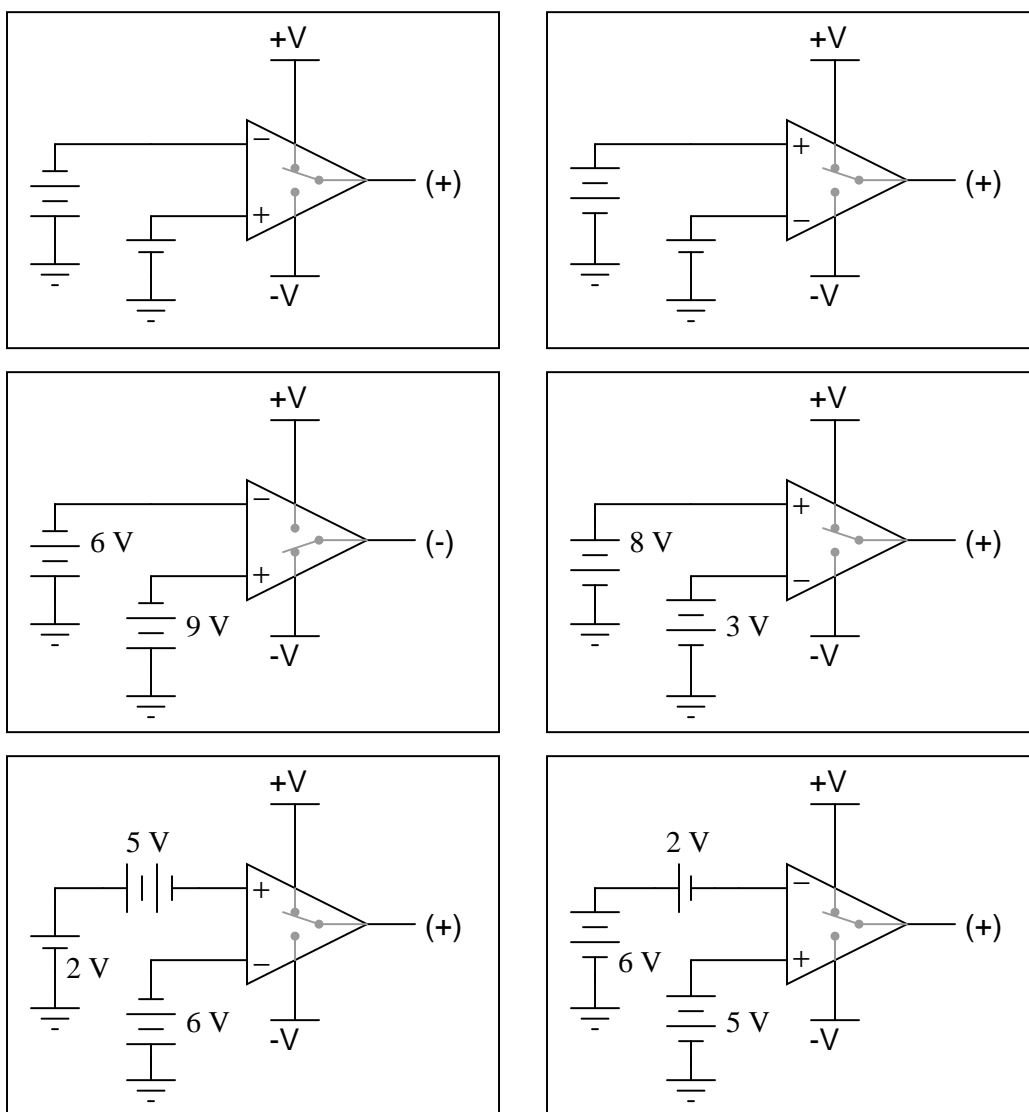 +V
−
(+)
+
-V
+V
+
(+)
−
-V
+V
−
6 V
(-)
+
9 V
-V
+V
+
8 V
(+)
−
3 V
-V
+V
5 V
+
(+)
2 V
−
6 V
-V
+V
2 V
−
(+)
6 V
+
5 V
-V